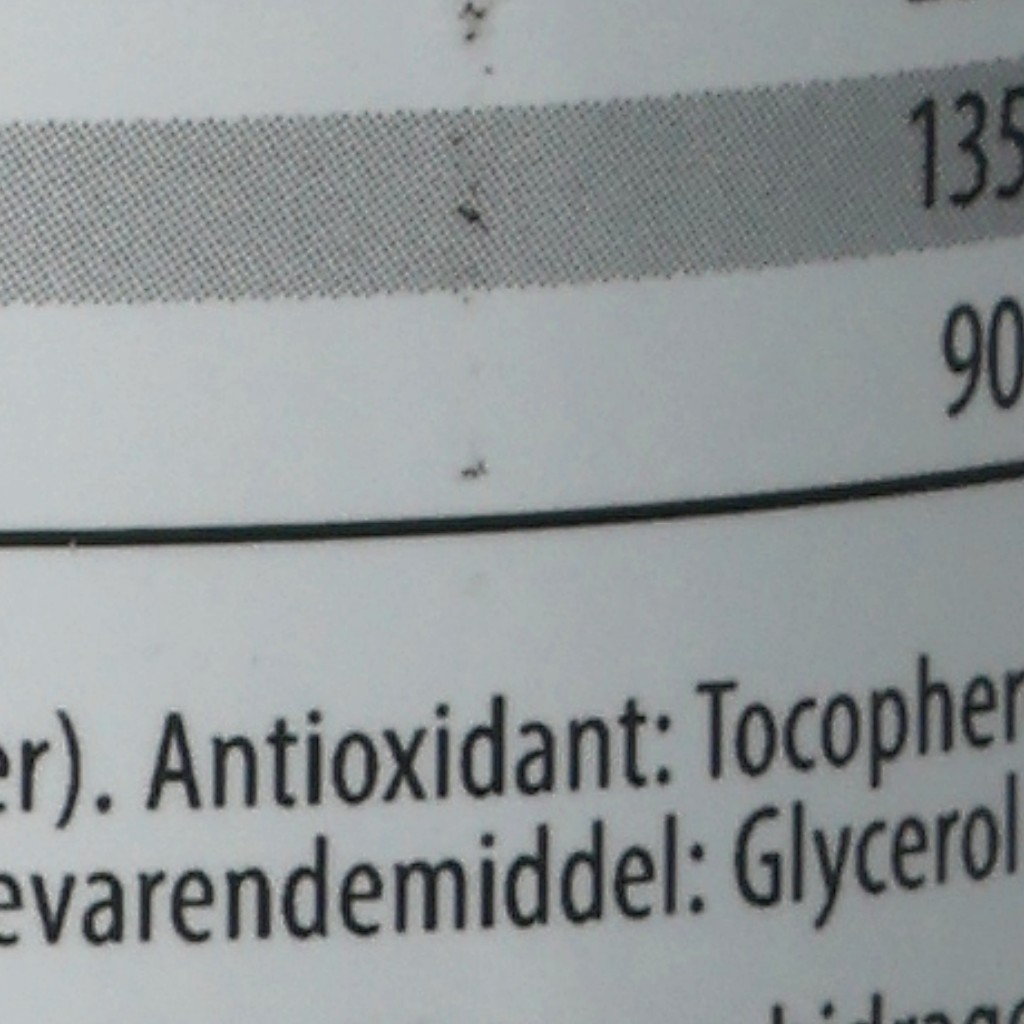 135
90
er). Antioxidant: Tocopher
evarendemiddel: Glycerol